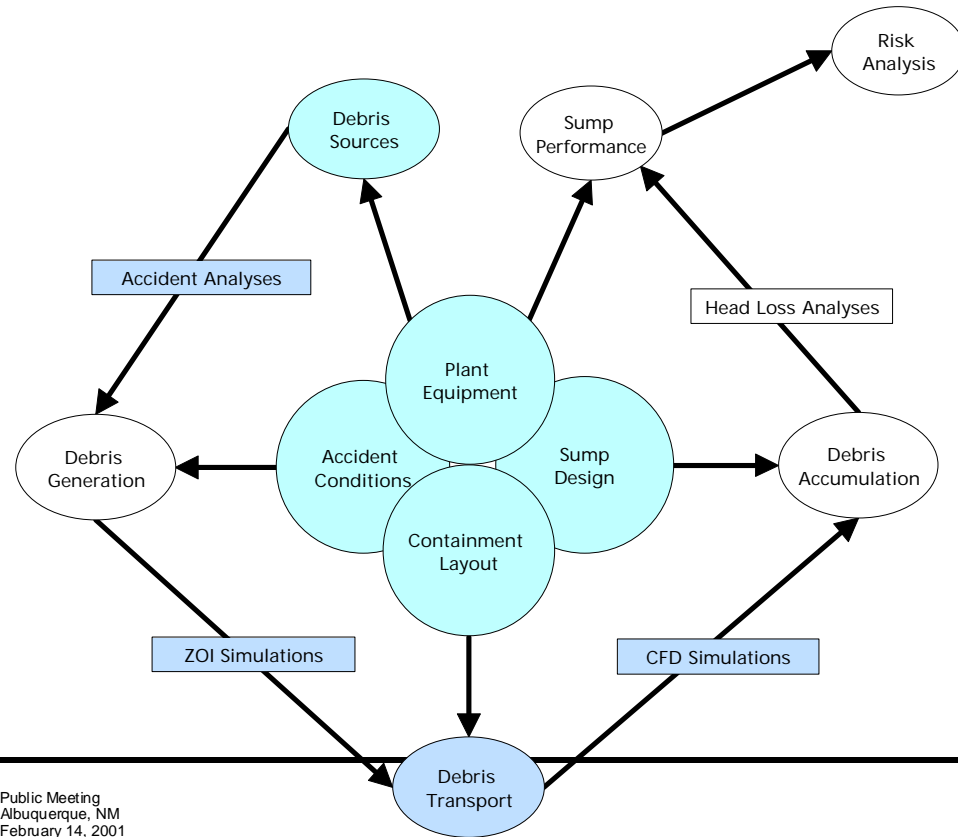 Risk
Analysis
Debris
Sources
Sump
Performance
Accident Analyses
Head Loss Analyses
Plant
Equipment
Debris
Generation
Accident
Conditions
Sump
Design
Debris
Accumulation
Containment
Layout
ZOI Simulations
CFD Simulations
Debris
Transport
Public Meeting
Albuquerque, NM
February 14, 2001